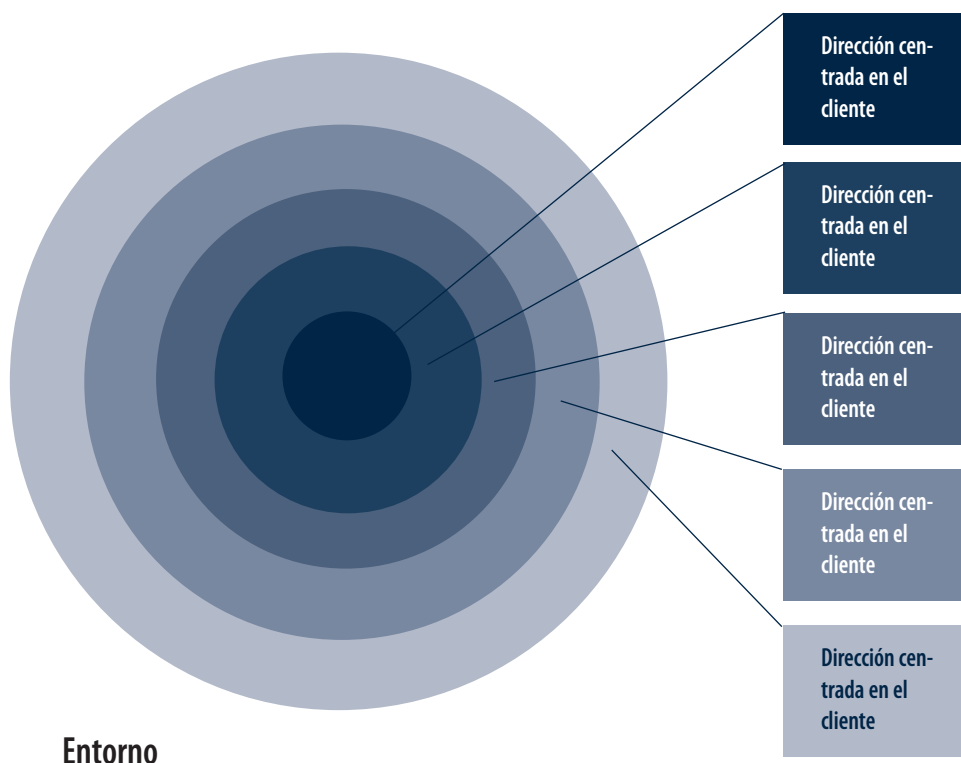 Dirección cen-
trada en el
cliente
Dirección cen-
trada en el
cliente
Dirección cen-
trada en el
cliente
Dirección cen-
trada en el
cliente
Dirección cen-
trada en el
cliente
Entorno